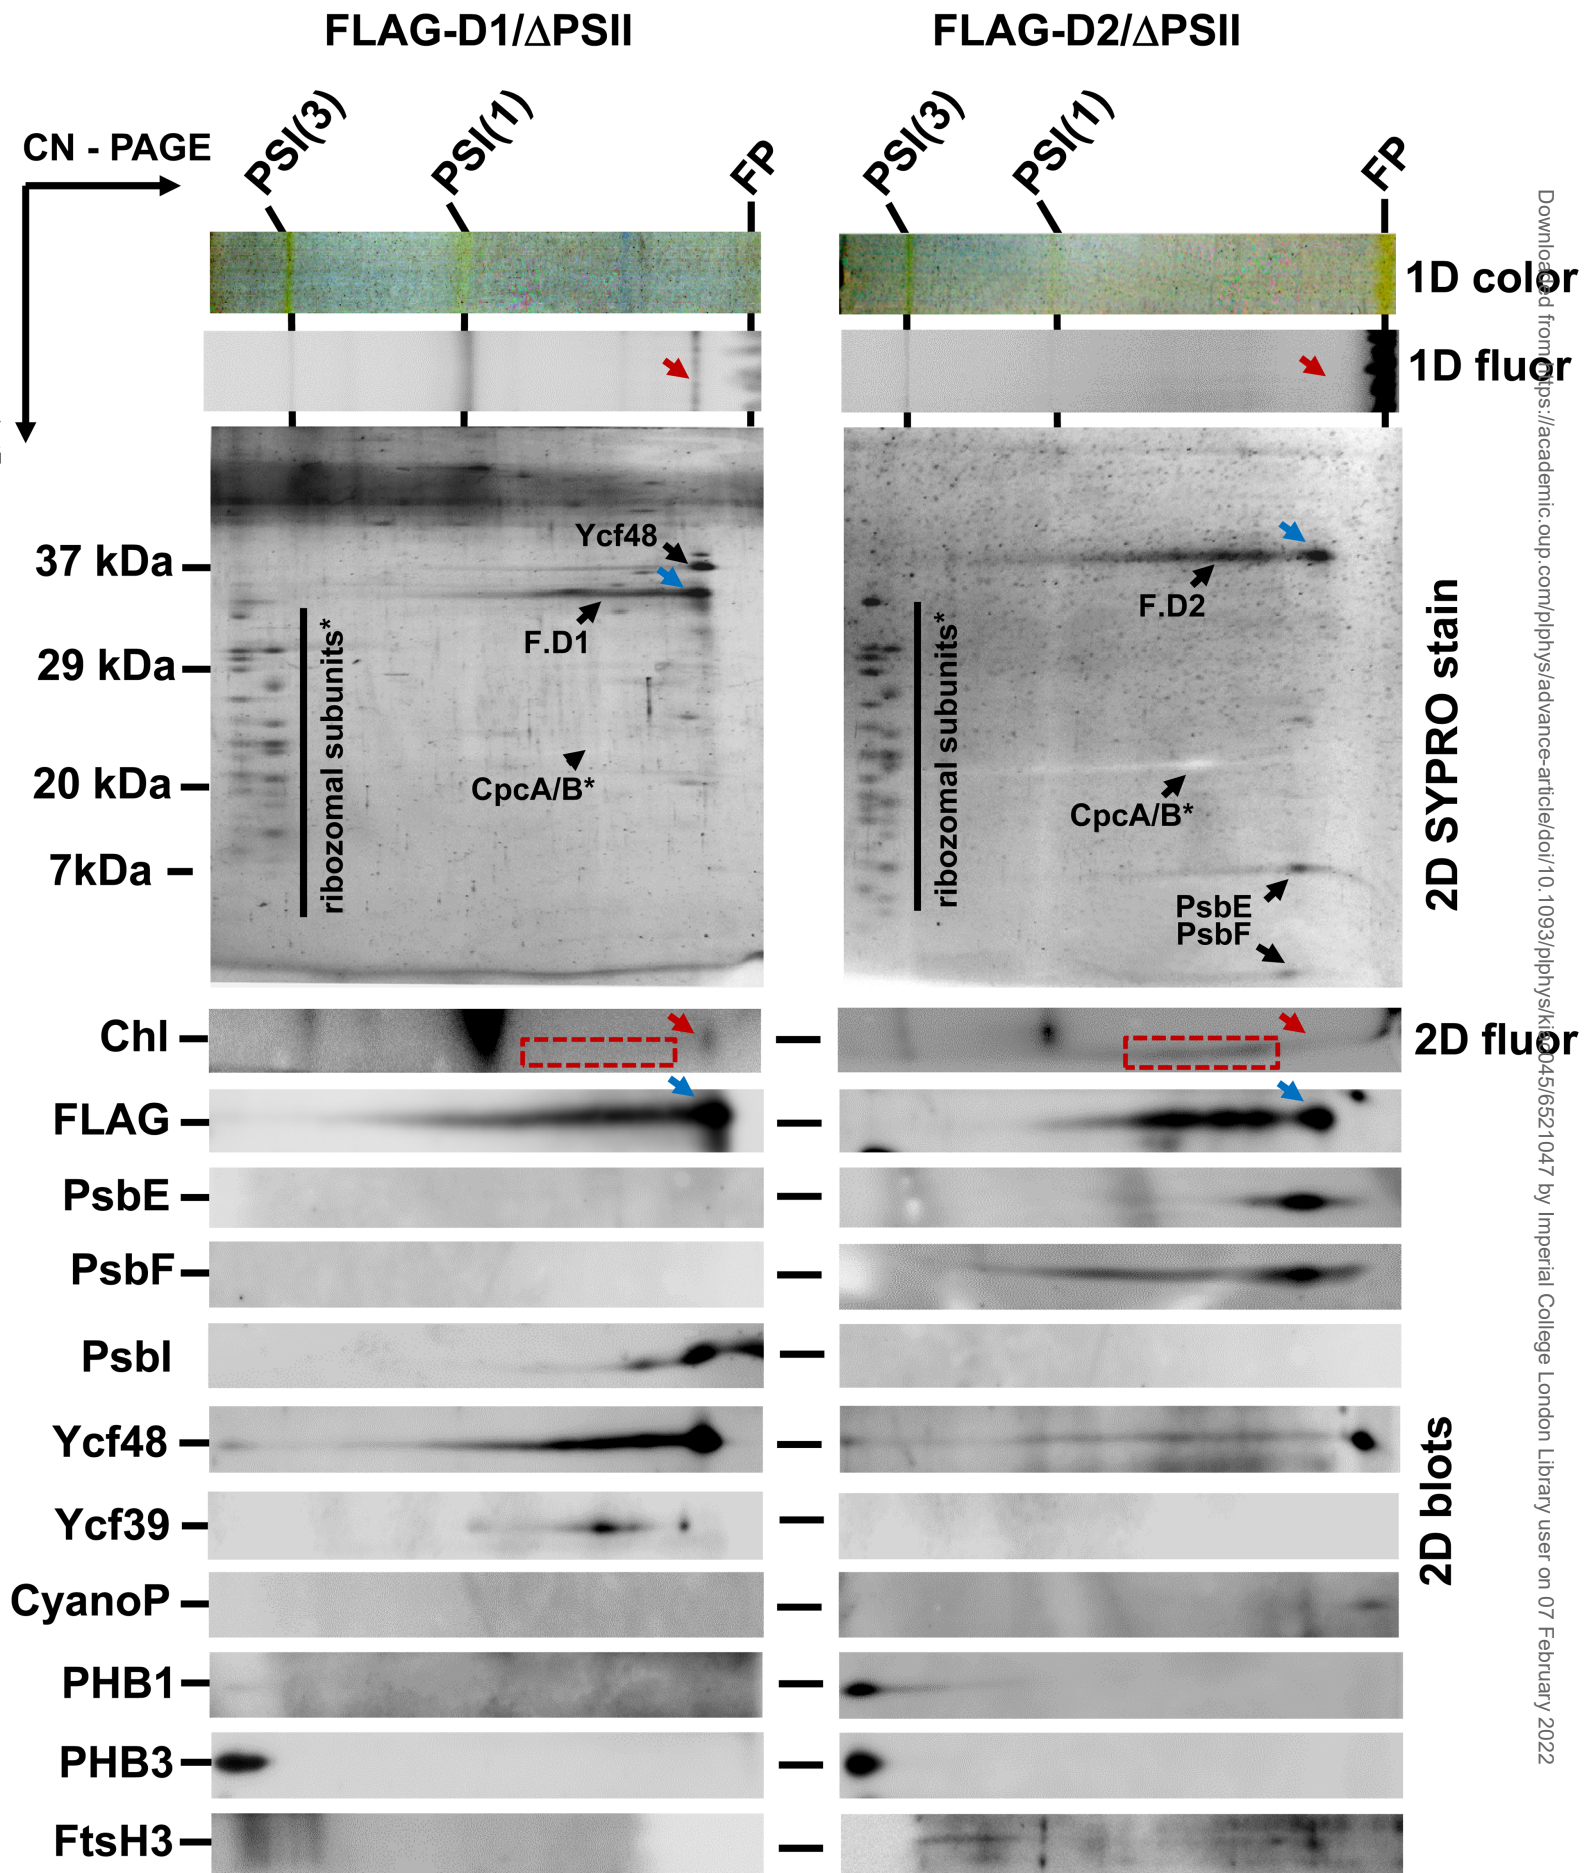 FLAG-D1/ΔPSII
FLAG-D2/ΔPSII
CN - PAGE
PSI(3)
PSI(1)
FP
PSI(3)
PSI(1)
FP
1D color
1D fluor
37 kDa
29 kDa
20 kDa
7kDa
Ycf48
F.D1
ribozomal subunits*
CpcA/B*
F.D2
ribozomal subunits*
CpcA/B*
PsbE
PsbF
2D SYPRO stain
Chl
2D fluor
FLAG
PsbE
PsbF
PsbI
Ycf48
Ycf39
CyanoP
PHB1
PHB3
FtsH3
2D blots
Downloaded from https://academic.oup.com/plphys/advance-article/doi/10.1093/plphys/kiac045/6521047 by Imperial College London Library user on 07 February 2022